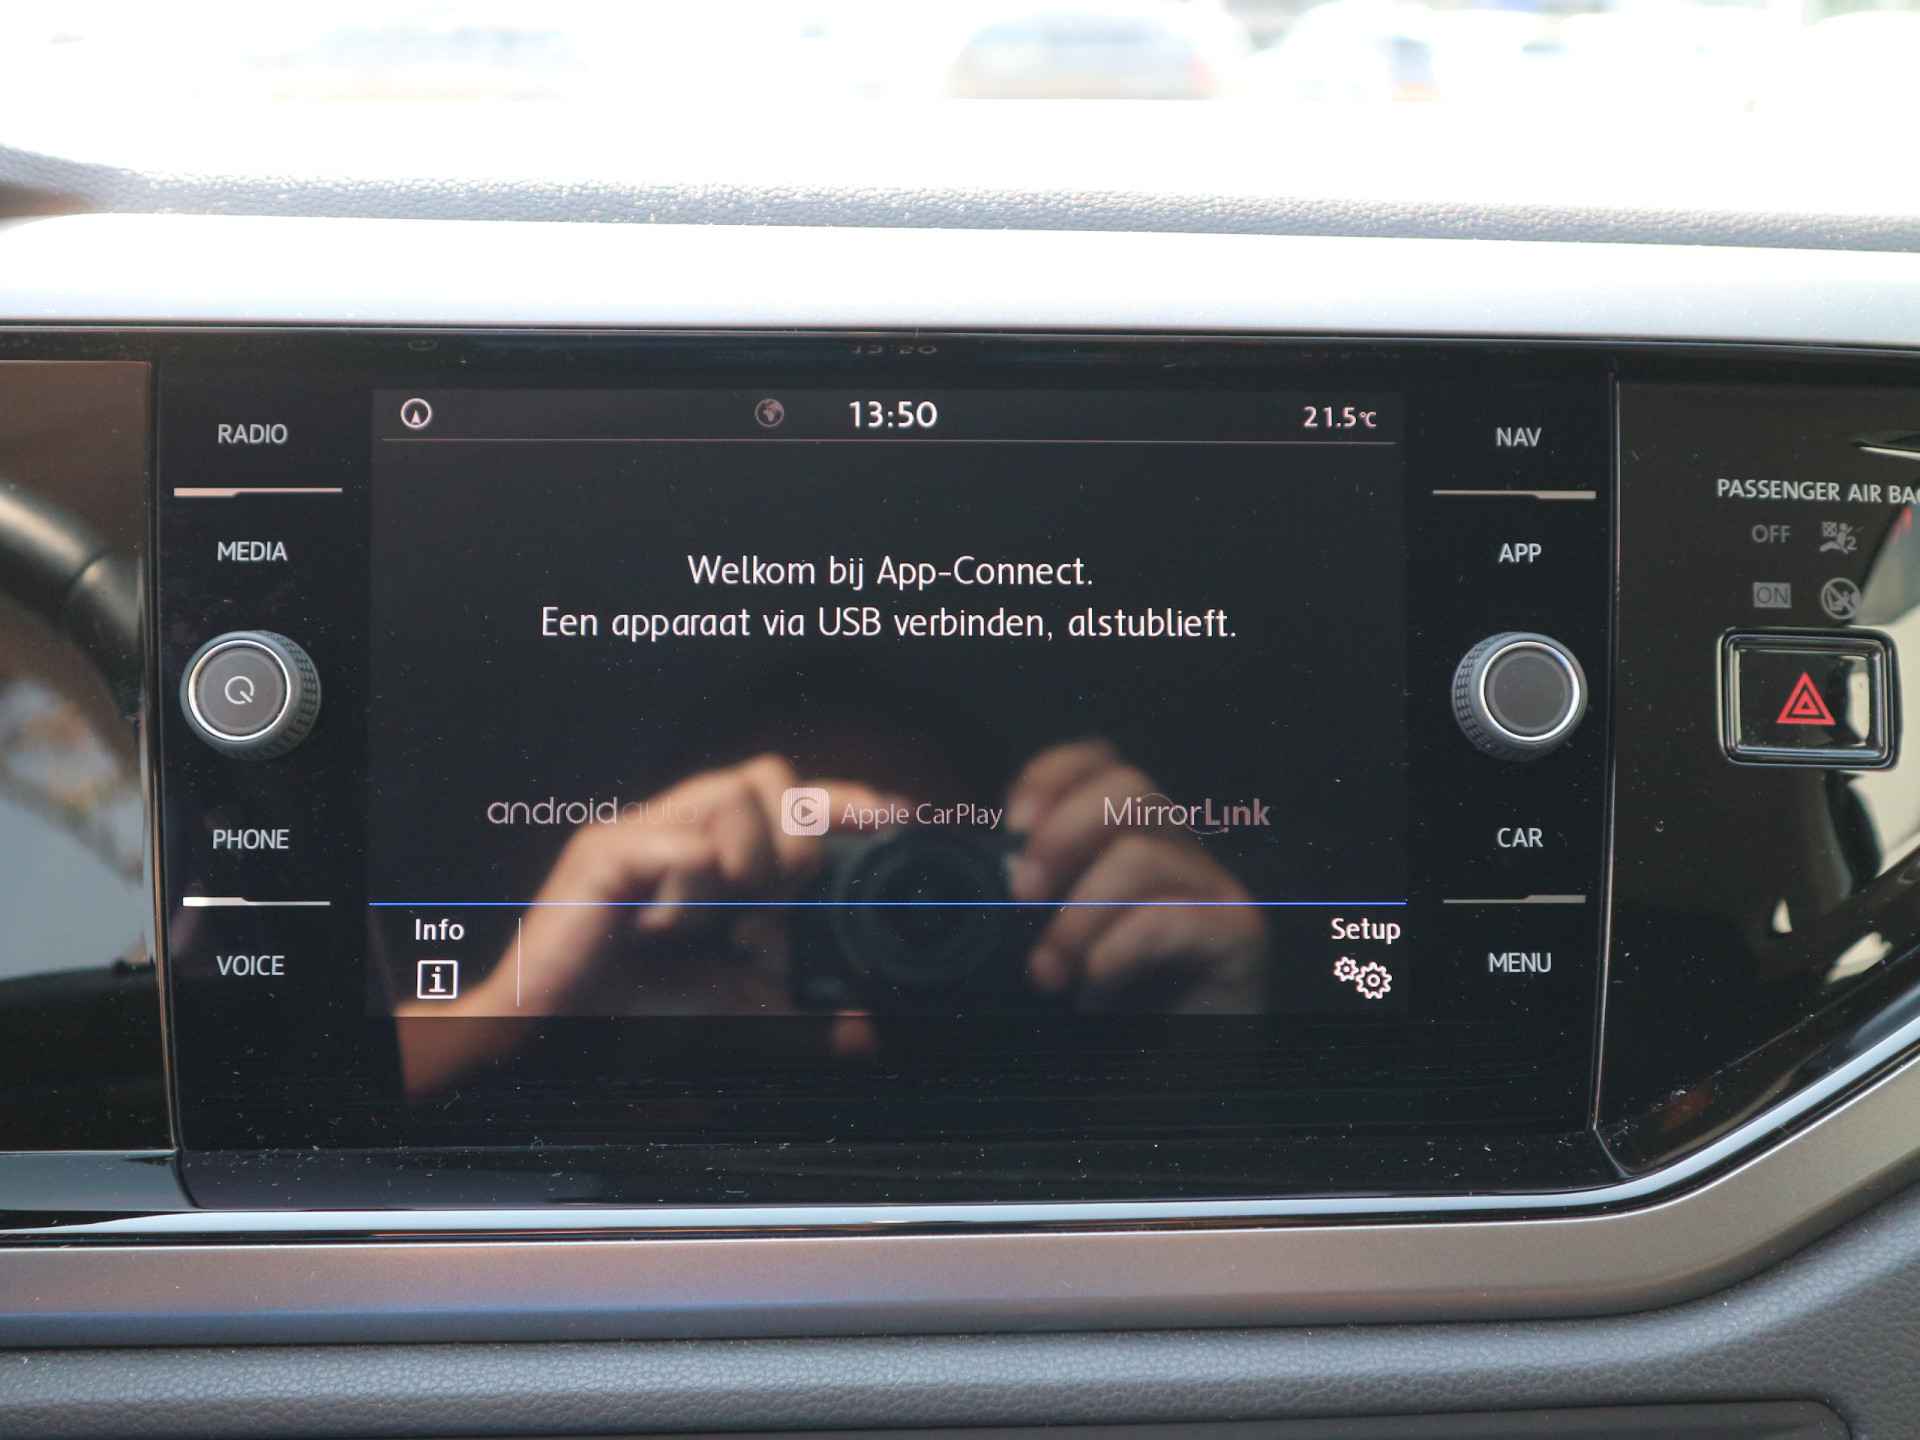 RADIO
MEDIA
PHONE
VOICE
13:50
21.5°C
Welkom bij App-Connect.
Een apparaat via USB verbinden, alstublieft.
androidauto
Apple CarPlay
MirrorLink
Info
i
Setup
NAV
APP
CAR
MENU
PASSENGER AIR
OFF
2
ON